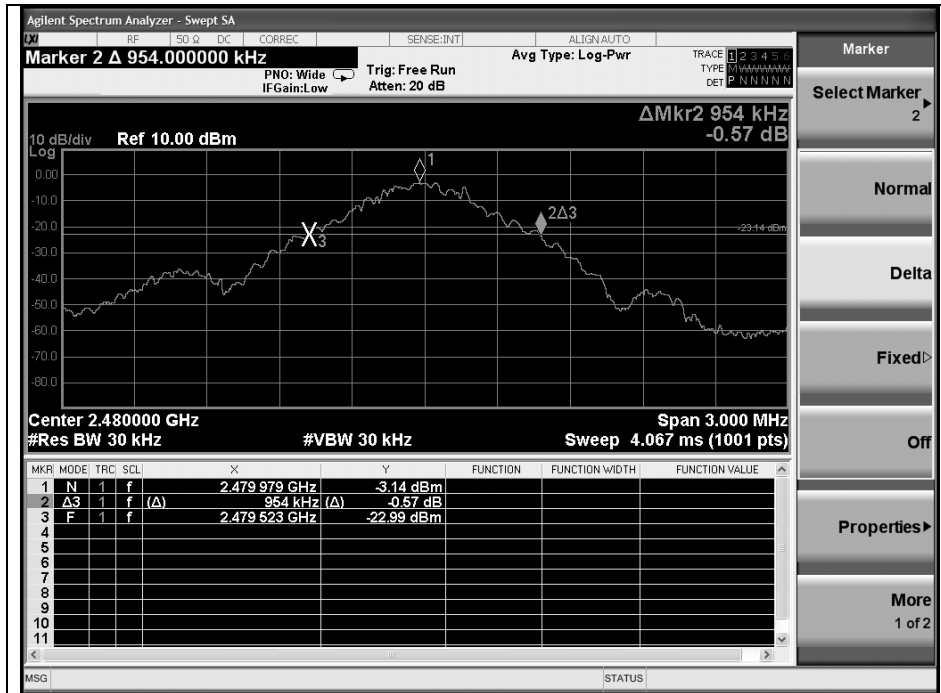 Agilent Spectrum Analyzer - Swept SA
LXI RF 50 Ω DC CORREC SENSE:INT ALIGN AUTO
Marker 2 Δ 954.000000 kHz
PNO: Wide
IFGain:Low
Trig: Free Run
Atten: 20 dB
Avg Type: Log-Pwr
TRACE 1 2 3 4 5 6
TYPE M W W W W W
DET P N N N N N
ΔMkr2 954 kHz
-0.57 dB
10 dB/div Ref 10.00 dBm
Log
0.00
-10.0
-20.0
-30.0
-40.0
-50.0
-60.0
-70.0
-80.0
1
2Δ3
3
-23.14 dBm
Center 2.480000 GHz Span 3.000 MHz
#Res BW 30 kHz #VBW 30 kHz Sweep 4.067 ms (1001 pts)
MKR MODE TRC SCL X Y FUNCTION FUNCTION WIDTH FUNCTION VALUE
1 N 1 f 2.479 979 GHz -3.14 dBm
2 Δ3 1 f (Δ) 954 kHz (Δ) -0.57 dB
3 F 1 f 2.479 523 GHz -22.99 dBm
4
5
6
7
8
9
10
11
MSG STATUS
Marker
Select Marker
2
Normal
Delta
Fixed
Off
Properties
More
1 of 2